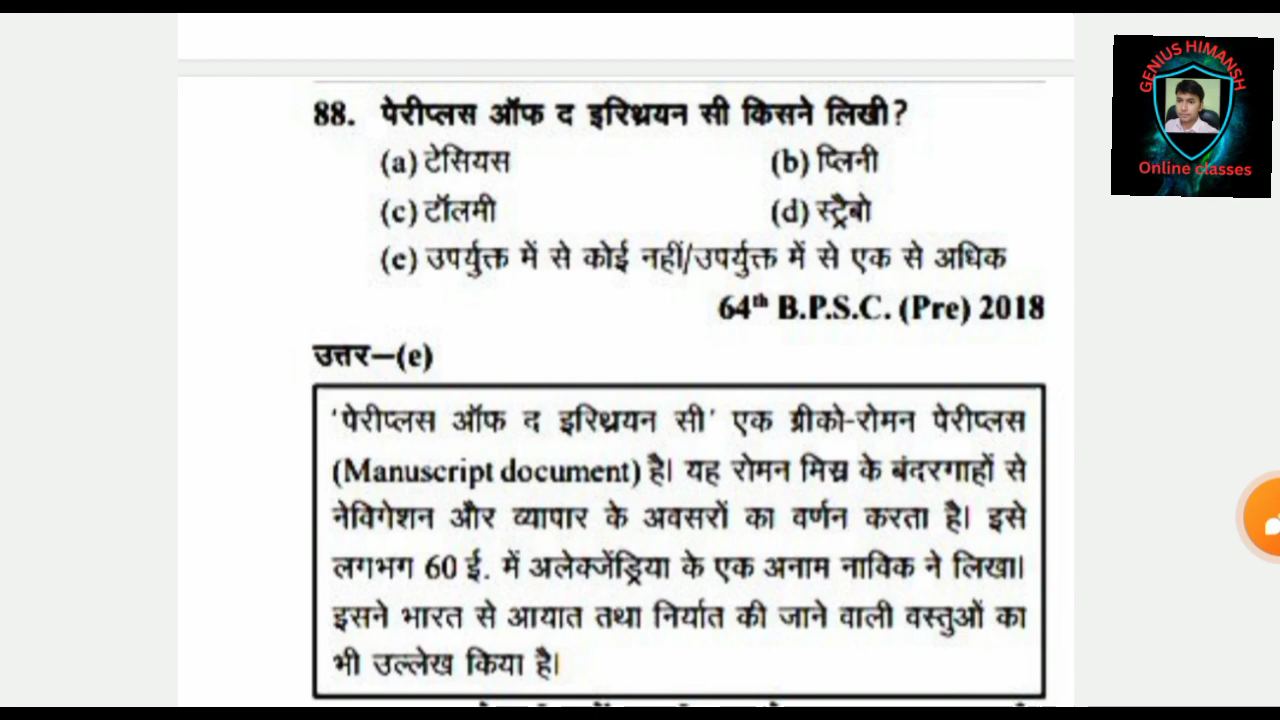 GENIUS HIMANSH
Online classes
88. पेरीप्लस ऑफ द इरिथ्रयन सी किसने लिखी?
(a) टेसियस (b) प्लिनी
(c) टॉलमी (d) स्ट्रैबो
(e) उपर्युक्त में से कोई नहीं/उपर्युक्त में से एक से अधिक
64th B.P.S.C. (Pre) 2018
उत्तर–(e)
'पेरीप्लस ऑफ द इरिथ्रयन सी' एक ग्रीको-रोमन पेरीप्लस
(Manuscript document) है। यह रोमन मिस्र के बंदरगाहों से
नेविगेशन और व्यापार के अवसरों का वर्णन करता है। इसे
लगभग 60 ई. में अलेक्जेंड्रिया के एक अनाम नाविक ने लिखा।
इसने भारत से आयात तथा निर्यात की जाने वाली वस्तुओं का
भी उल्लेख किया है।